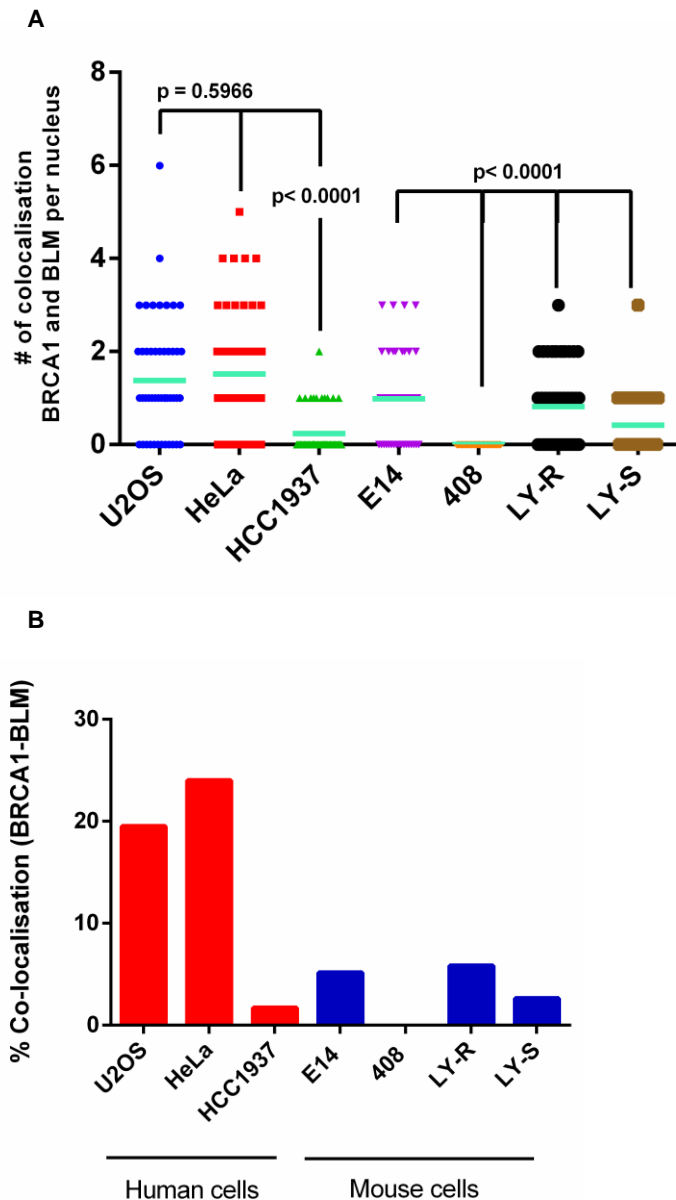 A
8
6
4
2
0
# of colocalisation
BRCA1 and BLM per nucleus
p = 0.5966
p< 0.0001
p< 0.0001
U2OS
HeLa
HCC1937
E14
408
LY-R
LY-S
B
30
20
10
0
% Co-localisation (BRCA1-BLM)
U2OS
HeLa
HCC1937
E14
408
LY-R
LY-S
Human cells
Mouse cells